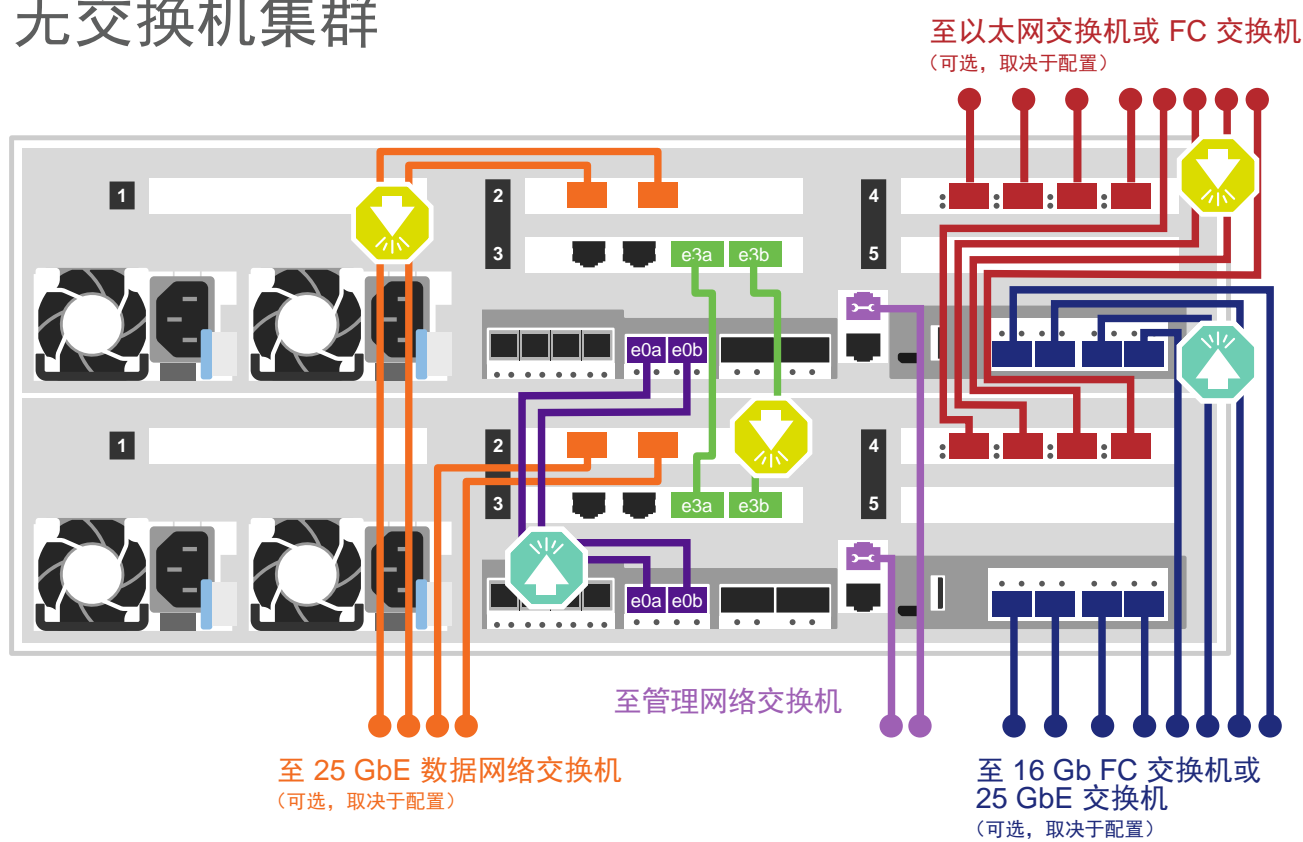 无交换机集群
至以太网交换机或 FC 交换机
（可选，取决于配置）
1
2
4
3
e3a
e3b
5
e0a
e0b
1
2
4
3
e3a
e3b
5
e0a
e0b
至管理网络交换机
至 25 GbE 数据网络交换机
（可选，取决于配置）
至 16 Gb FC 交换机或
25 GbE 交换机
（可选，取决于配置）